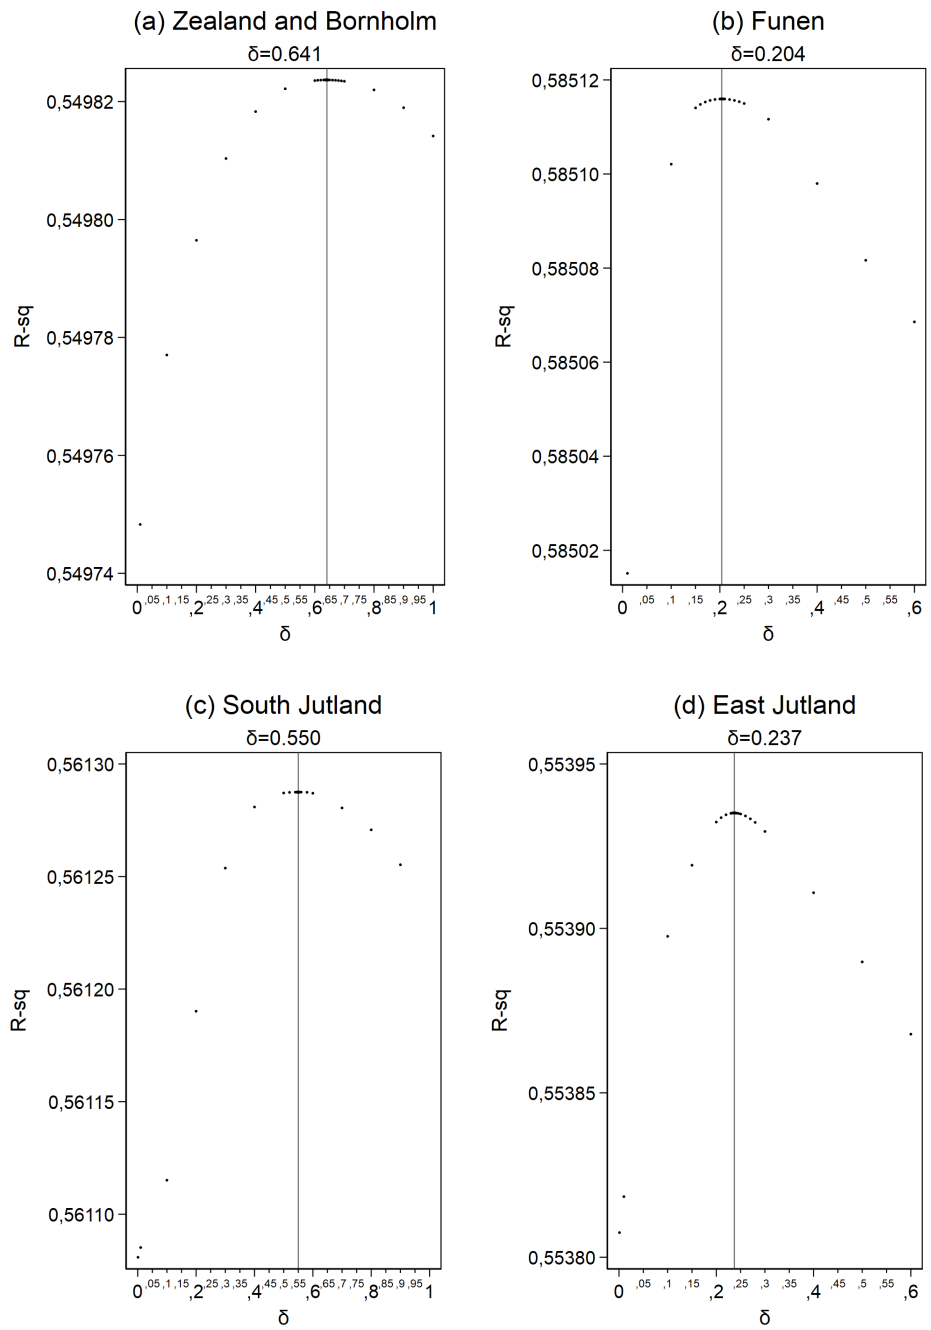 (a) Zealand and Bornholm
δ=0.641
0,54982
0,54980
0,54978
0,54976
0,54974
R-sq
0 ,05 ,1 ,15 ,2 ,25 ,3 ,35 ,4 ,45 ,5 ,55 ,6 ,65 ,7 ,75 ,8 ,85 ,9 ,95 1
δ
(b) Funen
δ=0.204
0,58512
0,58510
0,58508
0,58506
0,58504
0,58502
R-sq
0 ,05 ,1 ,15 ,2 ,25 ,3 ,35 ,4 ,45 ,5 ,55 ,6
δ
(c) South Jutland
δ=0.550
0,56130
0,56125
0,56120
0,56115
0,56110
R-sq
0 ,05 ,1 ,15 ,2 ,25 ,3 ,35 ,4 ,45 ,5 ,55 ,6 ,65 ,7 ,75 ,8 ,85 ,9 ,95 1
δ
(d) East Jutland
δ=0.237
0,55395
0,55390
0,55385
0,55380
R-sq
0 ,05 ,1 ,15 ,2 ,25 ,3 ,35 ,4 ,45 ,5 ,55 ,6
δ